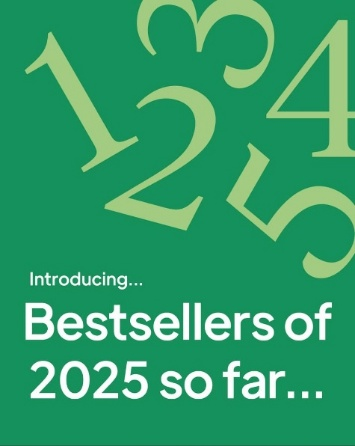 1 2 3 4 5
Introducing...
Bestsellers of
2025 so far...